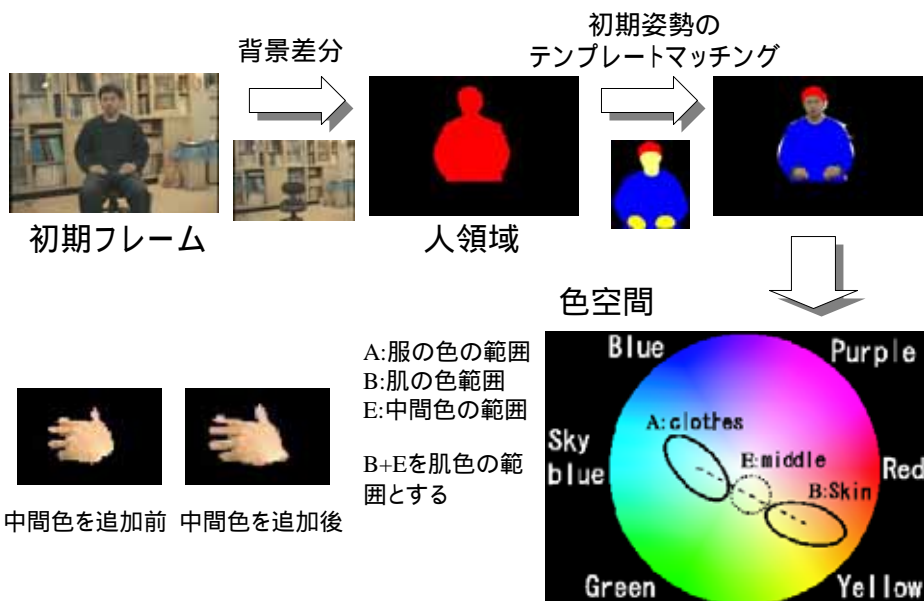 背景差分
初期姿勢の
テンプレートマッチング
初期フレーム
人領域
色空間
A:服の色の範囲
B:肌の色範囲
E:中間色の範囲
B+Eを肌色の範
囲とする
中間色を追加前
中間色を追加後
Blue
Purple
A:clothes
Sky
blue
E:middle
Red
B:Skin
Green
Yellow